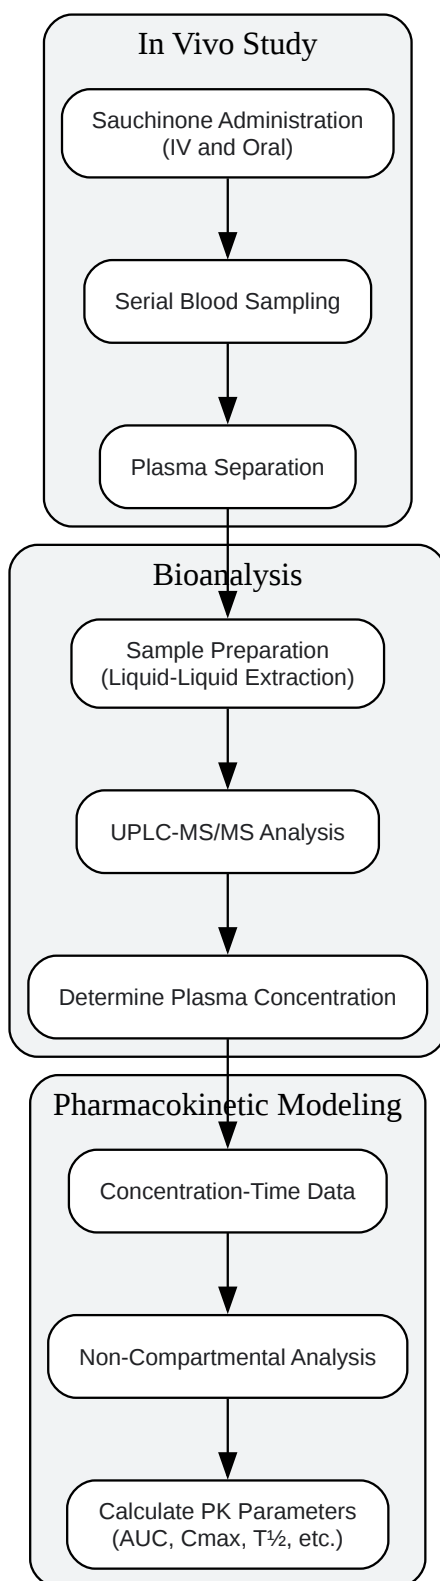 In Vivo Study
Sauchinone Administration
(IV and Oral)
Serial Blood Sampling
Plasma Separation
Bioanalysis
Sample Preparation
(Liquid-Liquid Extraction)
UPLC-MS/MS Analysis
Determine Plasma Concentration
Pharmacokinetic Modeling
Concentration-Time Data
Non-Compartmental Analysis
Calculate PK Parameters
(AUC, Cmax, T½, etc.)